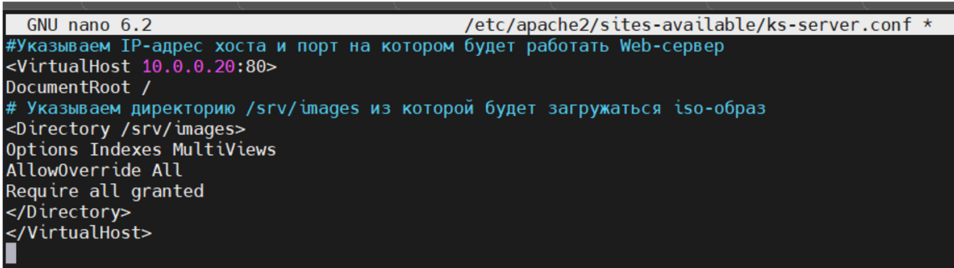 GNU nano 6.2 /etc/apache2/sites-available/ks-server.conf *
#Указываем IP-адрес хоста и порт на котором будет работать Web-сервер
<VirtualHost 10.0.0.20:80>
DocumentRoot /
# Указываем директорию /srv/images из которой будет загружаться iso-образ
<Directory /srv/images>
Options Indexes MultiViews
AllowOverride All
Require all granted
</Directory>
</VirtualHost>